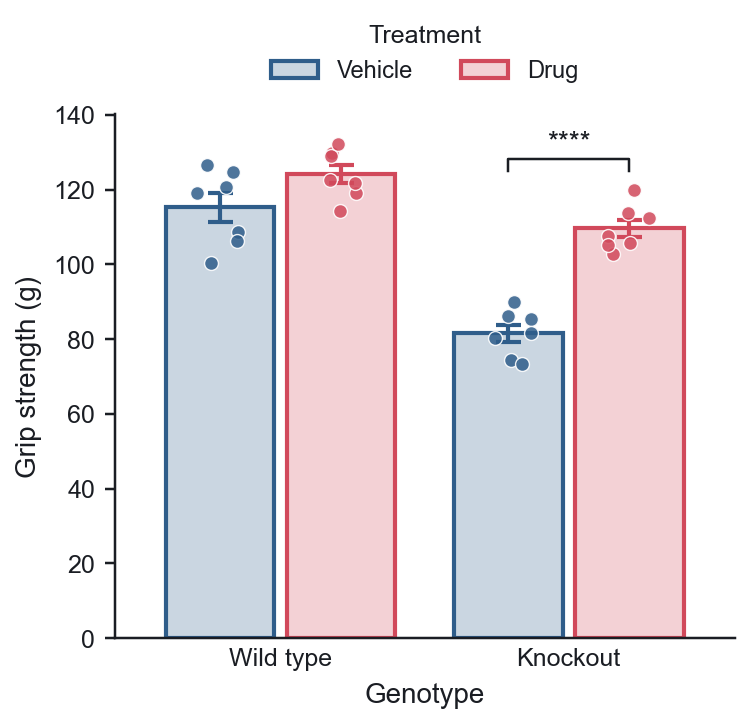 Treatment
Vehicle Drug
140
120
100
80
60
40
20
0
****
Grip strength (g)
Wild type Knockout
Genotype